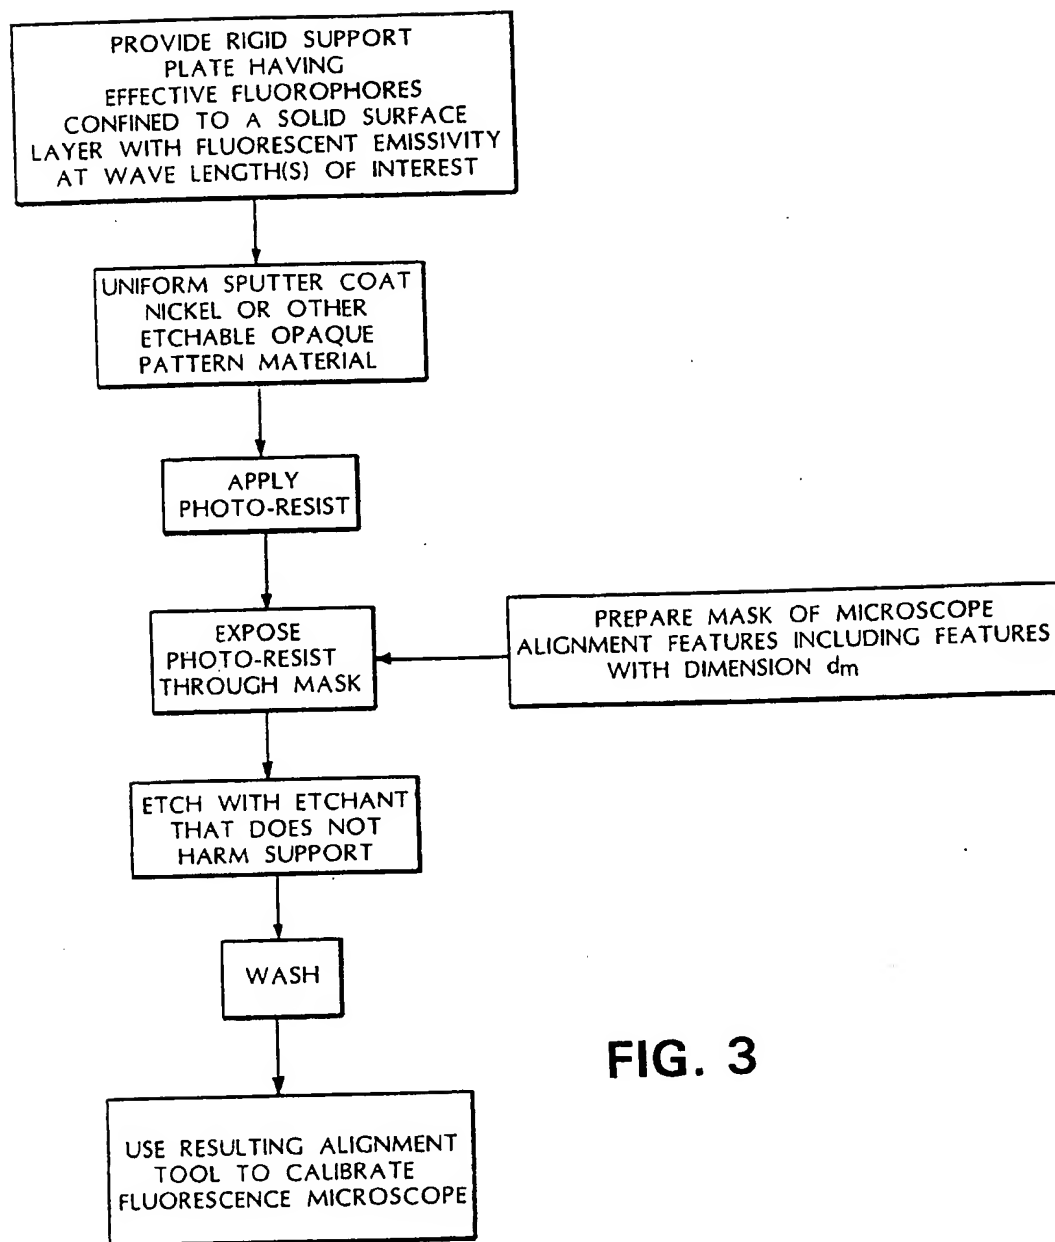 PROVIDE RIGID SUPPORT
PLATE HAVING
EFFECTIVE FLUOROPHORES
CONFINED TO A SOLID SURFACE
LAYER WITH FLUORESCENT EMISSIVITY
AT WAVE LENGTH(S) OF INTEREST
UNIFORM SPUTTER COAT
NICKEL OR OTHER
ETCHABLE OPAQUE
PATTERN MATERIAL
APPLY
PHOTO-RESIST
EXPOSE
PHOTO-RESIST
THROUGH MASK
PREPARE MASK OF MICROSCOPE
ALIGNMENT FEATURES INCLUDING FEATURES
WITH DIMENSION dm
ETCH WITH ETCHANT
THAT DOES NOT
HARM SUPPORT
WASH
FIG. 3
USE RESULTING ALIGNMENT
TOOL TO CALIBRATE
FLUORESCENCE MICROSCOPE